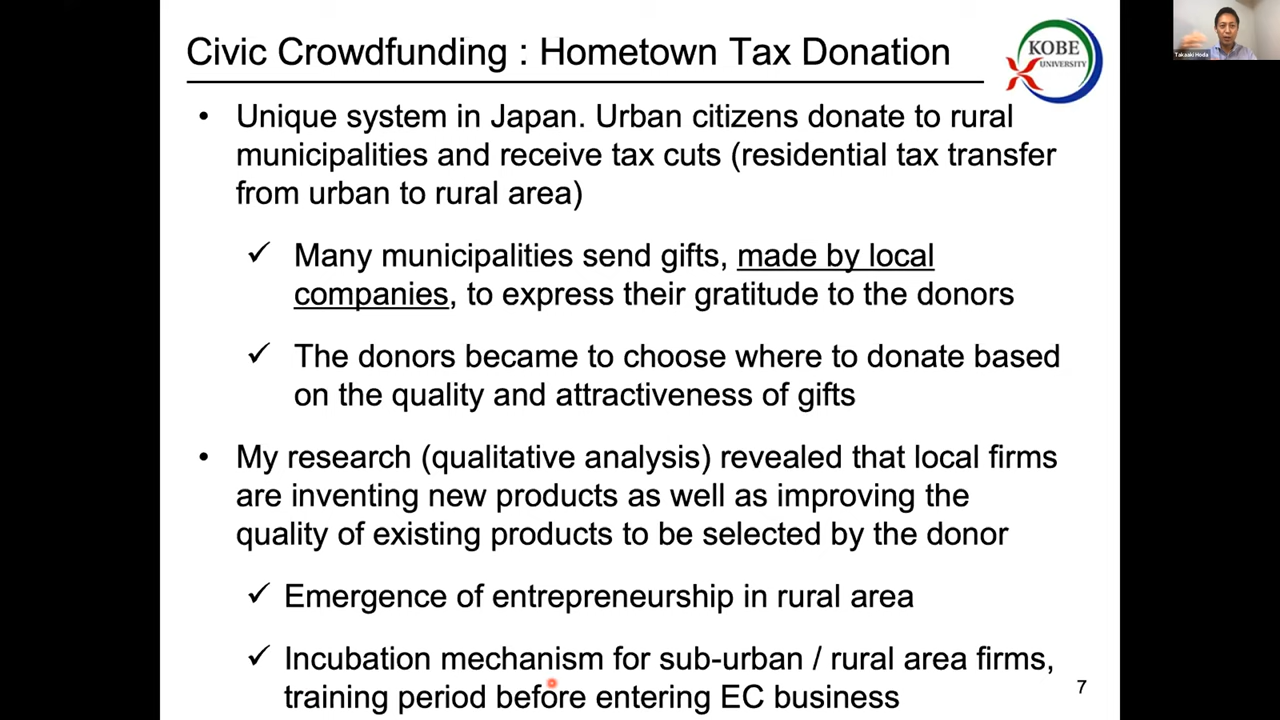 Civic Crowdfunding : Hometown Tax Donation
KOBE
UNIVERSITY
Takaaki Hoda
• Unique system in Japan. Urban citizens donate to rural
municipalities and receive tax cuts (residential tax transfer
from urban to rural area)
✓ Many municipalities send gifts, made by local
companies, to express their gratitude to the donors
✓ The donors became to choose where to donate based
on the quality and attractiveness of gifts
• My research (qualitative analysis) revealed that local firms
are inventing new products as well as improving the
quality of existing products to be selected by the donor
✓ Emergence of entrepreneurship in rural area
✓ Incubation mechanism for sub-urban / rural area firms,
training period before entering EC business
7